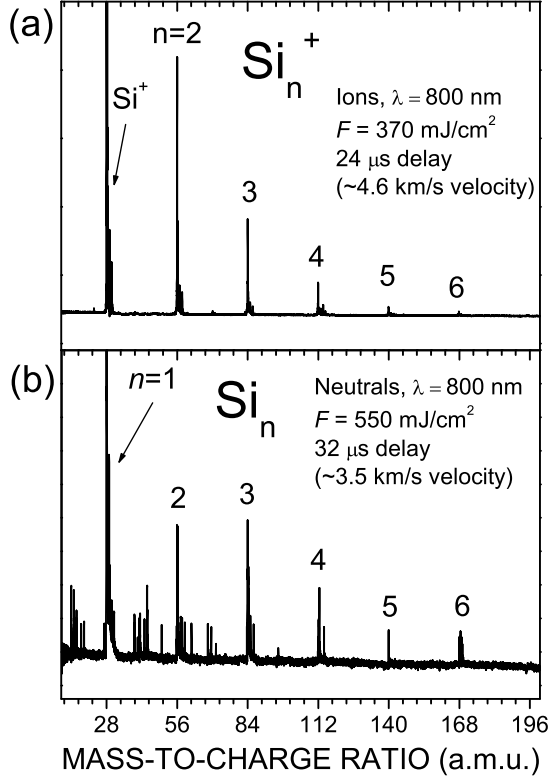 (a)
n=2
Siₙ⁺
Si⁺
Ions, λ = 800 nm
F = 370 mJ/cm²
24 μs delay
(~4.6 km/s velocity)
3
4
5
6
(b)
n=1
Siₙ
Neutrals, λ = 800 nm
F = 550 mJ/cm²
32 μs delay
(~3.5 km/s velocity)
2
3
4
5
6
28 56 84 112 140 168 196
MASS-TO-CHARGE RATIO (a.m.u.)